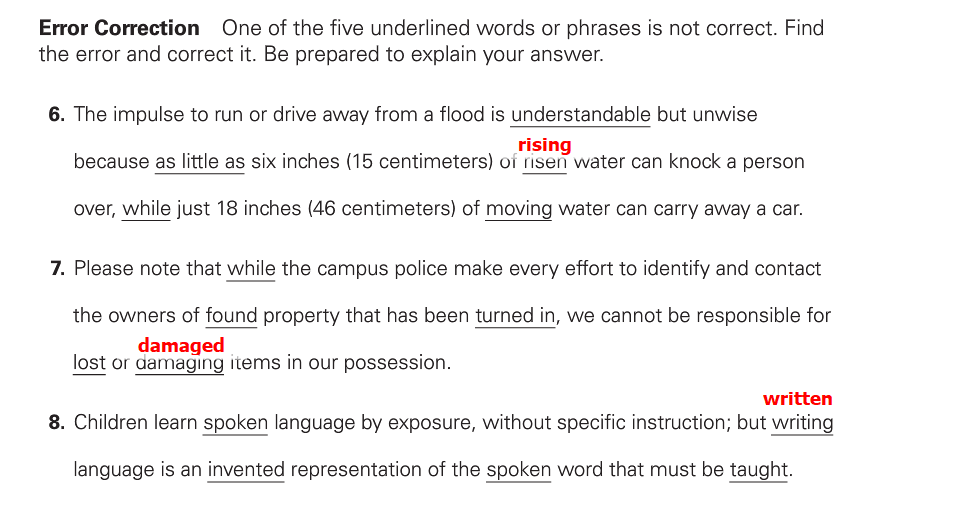 Error Correction One of the five underlined words or phrases is not correct. Find
the error and correct it. Be prepared to explain your answer.
6. The impulse to run or drive away from a flood is understandable but unwise
rising
because as little as six inches (15 centimeters) of risen water can knock a person
over, while just 18 inches (46 centimeters) of moving water can carry away a car.
7. Please note that while the campus police make every effort to identify and contact
the owners of found property that has been turned in, we cannot be responsible for
damaged
lost or damaging items in our possession.
written
8. Children learn spoken language by exposure, without specific instruction; but writing
language is an invented representation of the spoken word that must be taught.